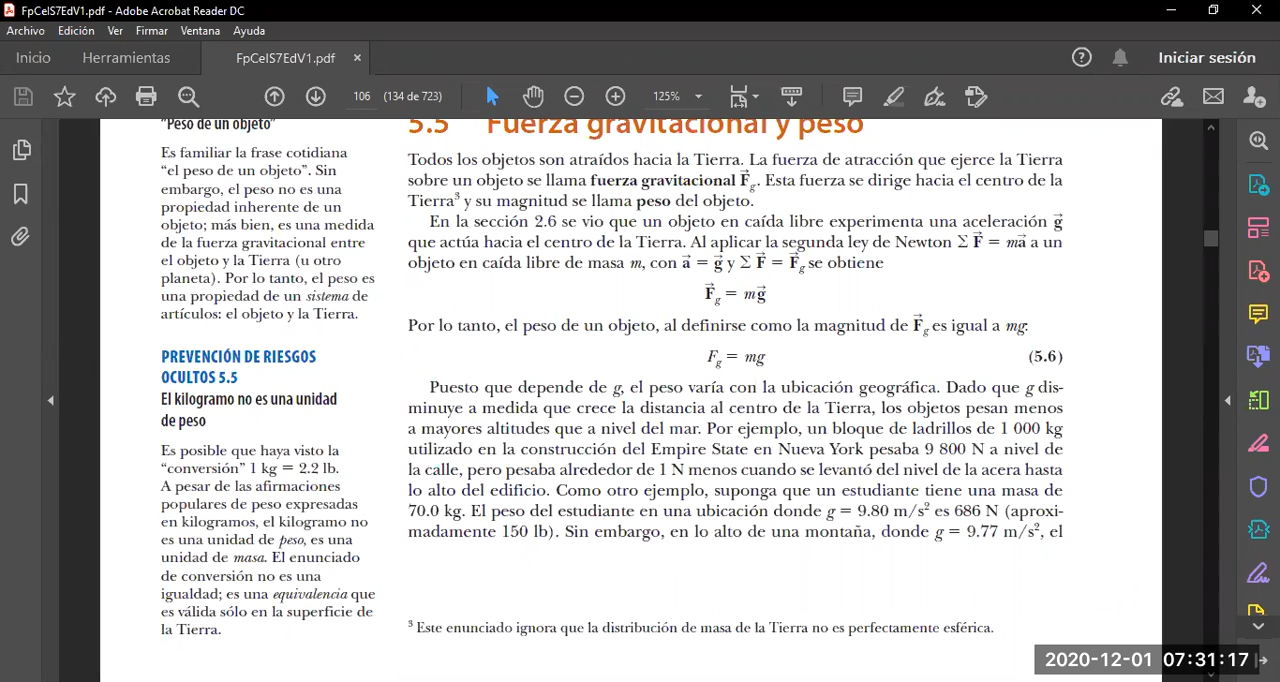 FpCeIS7EdV1.pdf - Adobe Acrobat Reader DC
Archivo Edición Ver Firmar Ventana Ayuda
Inicio Herramientas FpCeIS7EdV1.pdf × Iniciar sesión
106 (134 de 723) 125%
"Peso de un objeto"
Es familiar la frase cotidiana
"el peso de un objeto". Sin
embargo, el peso no es una
propiedad inherente de un
objeto; más bien, es una medida
de la fuerza gravitacional entre
el objeto y la Tierra (u otro
planeta). Por lo tanto, el peso es
una propiedad de un sistema de
artículos: el objeto y la Tierra.
PREVENCIÓN DE RIESGOS
OCULTOS 5.5
El kilogramo no es una unidad
de peso
Es posible que haya visto la
"conversión" 1 kg = 2.2 lb.
A pesar de las afirmaciones
populares de peso expresadas
en kilogramos, el kilogramo no
es una unidad de peso, es una
unidad de masa. El enunciado
de conversión no es una
igualdad; es una equivalencia que
es válida sólo en la superficie de
la Tierra.
5.5 Fuerza gravitacional y peso
Todos los objetos son atraídos hacia la Tierra. La fuerza de atracción que ejerce la Tierra
sobre un objeto se llama fuerza gravitacional F⃗g. Esta fuerza se dirige hacia el centro de la
Tierra³ y su magnitud se llama peso del objeto.
En la sección 2.6 se vio que un objeto en caída libre experimenta una aceleración g⃗
que actúa hacia el centro de la Tierra. Al aplicar la segunda ley de Newton Σ F⃗ = ma⃗ a un
objeto en caída libre de masa m, con a⃗ = g⃗ y Σ F⃗ = F⃗g se obtiene
F⃗g = mg⃗
Por lo tanto, el peso de un objeto, al definirse como la magnitud de F⃗g es igual a mg:
Fg = mg (5.6)
Puesto que depende de g, el peso varía con la ubicación geográfica. Dado que g dis-
minuye a medida que crece la distancia al centro de la Tierra, los objetos pesan menos
a mayores altitudes que a nivel del mar. Por ejemplo, un bloque de ladrillos de 1 000 kg
utilizado en la construcción del Empire State en Nueva York pesaba 9 800 N a nivel de
la calle, pero pesaba alrededor de 1 N menos cuando se levantó del nivel de la acera hasta
lo alto del edificio. Como otro ejemplo, suponga que un estudiante tiene una masa de
70.0 kg. El peso del estudiante en una ubicación donde g = 9.80 m/s² es 686 N (aproxi-
madamente 150 lb). Sin embargo, en lo alto de una montaña, donde g = 9.77 m/s², el
³ Este enunciado ignora que la distribución de masa de la Tierra no es perfectamente esférica.
2020-12-01 07:31:17